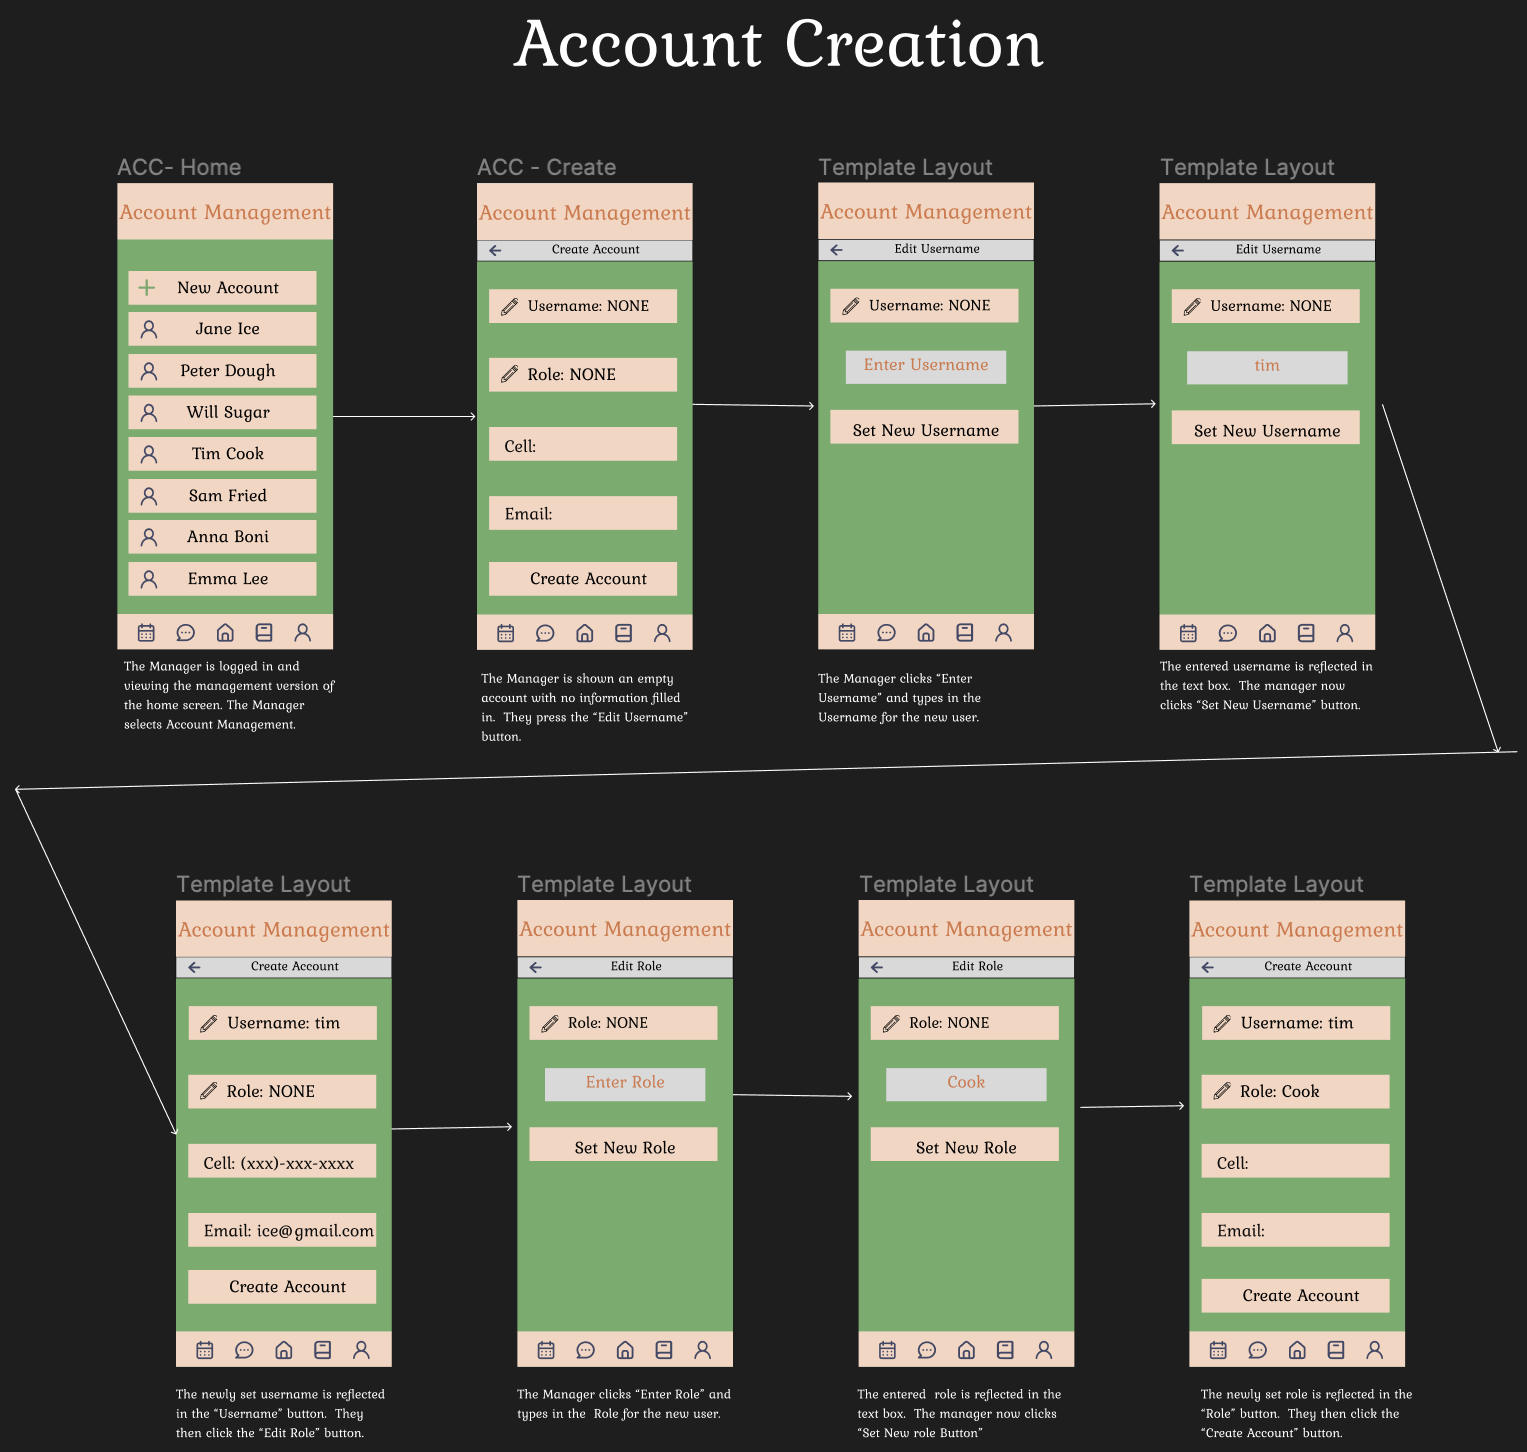 Account Creation
ACC- Home
Account Management
New Account
Jane Ice
Peter Dough
Will Sugar
Tim Cook
Sam Fried
Anna Boni
Emma Lee
The Manager is logged in and
viewing the management version of
the home screen. The Manager
selects Account Management.
ACC - Create
Account Management
Create Account
Username: NONE
Role: NONE
Cell:
Email:
Create Account
The Manager is shown an empty
account with no information filled
in. They press the “Edit Username”
button.
Template Layout
Account Management
Edit Username
Username: NONE
Enter Username
Set New Username
The Manager clicks “Enter
Username” and types in the
Username for the new user.
Template Layout
Account Management
Edit Username
Username: NONE
tim
Set New Username
The entered username is reflected in
the text box. The manager now
clicks “Set New Username” button.
Template Layout
Account Management
Create Account
Username: tim
Role: NONE
Cell: (xxx)-xxx-xxxx
Email: ice@gmail.com
Create Account
The newly set username is reflected
in the “Username” button. They
then click the “Edit Role” button.
Template Layout
Account Management
Edit Role
Role: NONE
Enter Role
Set New Role
The Manager clicks “Enter Role” and
types in the Role for the new user.
Template Layout
Account Management
Edit Role
Role: NONE
Cook
Set New Role
The entered role is reflected in the
text box. The manager now clicks
“Set New role Button”
Template Layout
Account Management
Create Account
Username: tim
Role: Cook
Cell:
Email:
Create Account
The newly set role is reflected in the
“Role” button. They then click the
“Create Account” button.